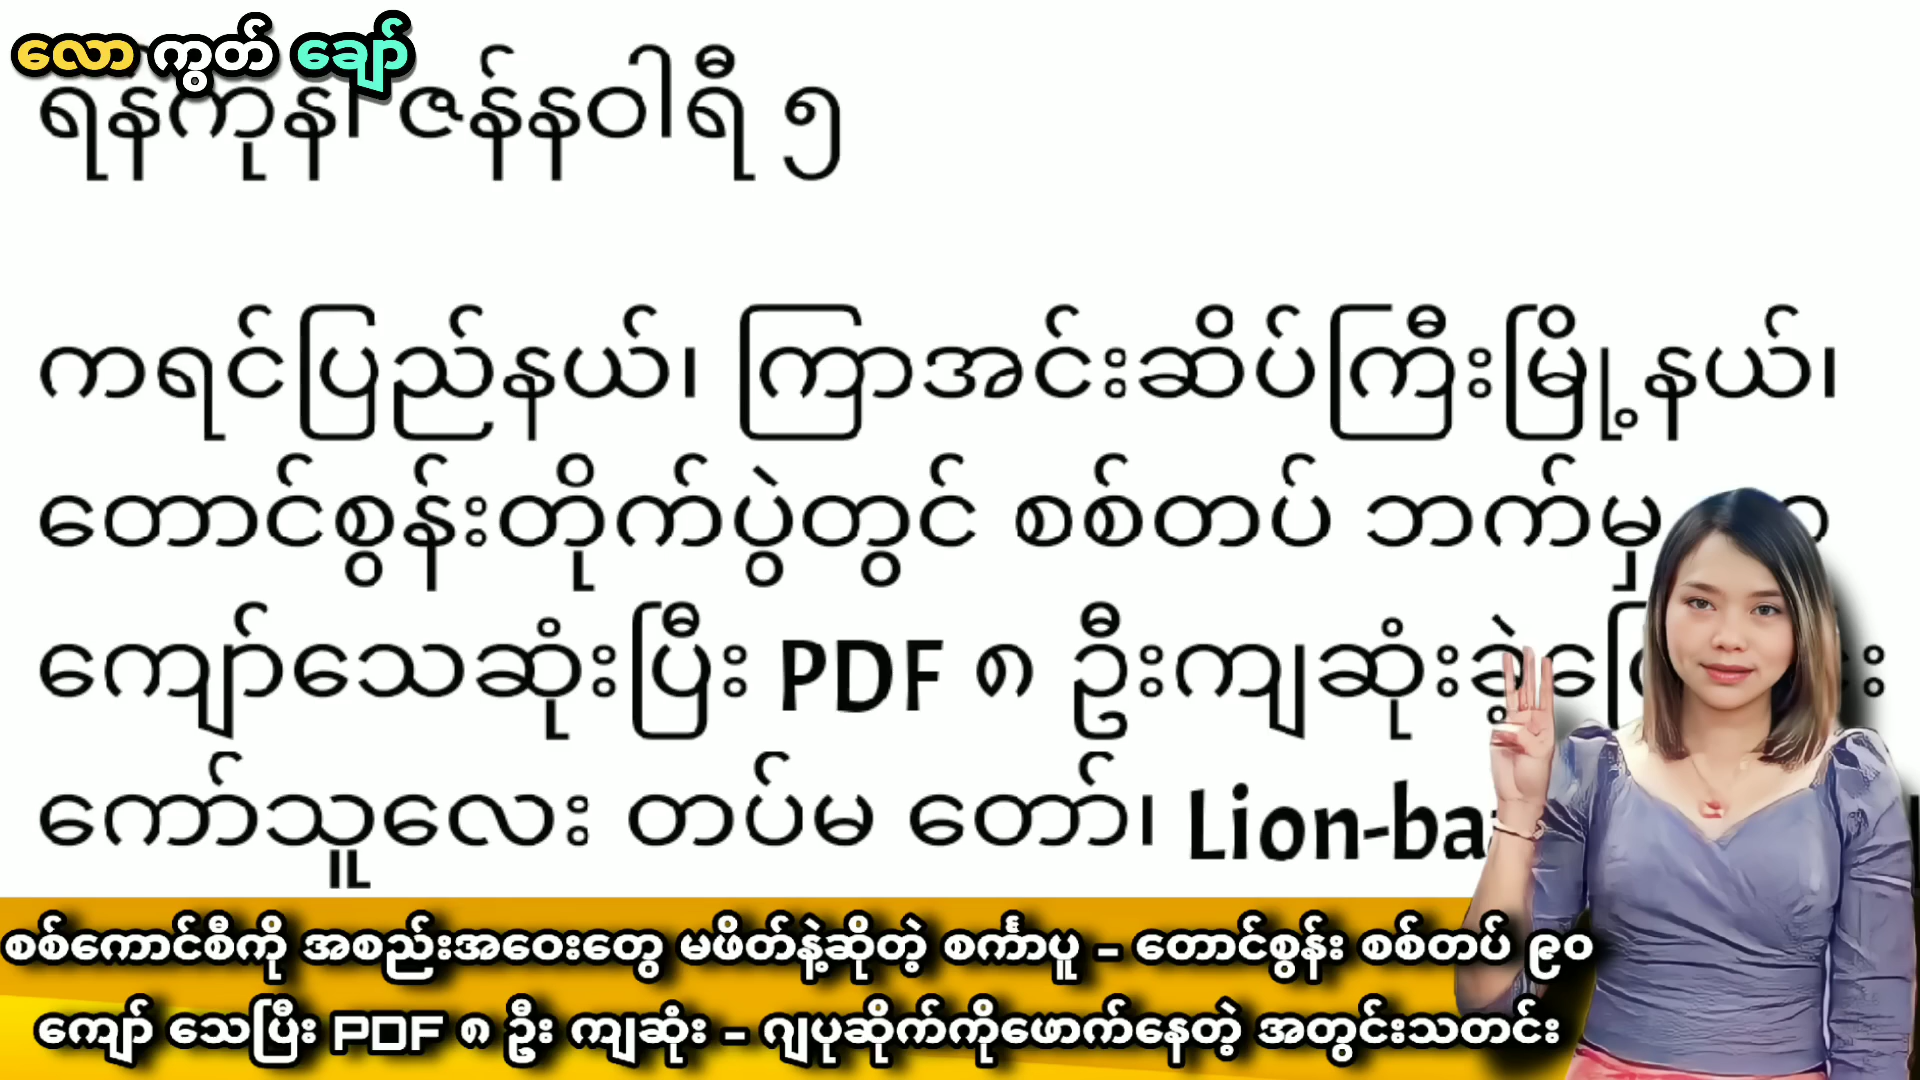 လော ကွတ် ချော်
ရန်ကုန်၊ ဇန်နဝါရီ ၅
ကရင်ပြည်နယ်၊ ကြာအင်းဆိပ်ကြီးမြို့နယ်၊
တောင်စွန်းတိုက်ပွဲတွင် စစ်တပ် ဘက်မှ
ကျော်သေဆုံးပြီး PDF ၈ ဦးကျဆုံးခဲ့
ကော်သူလေး တပ်မ တော်၊
စစ်ကောင်စီကို အစည်းအဝေးတွေ မဖိတ်နဲ့ဆိုတဲ့ စင်္ကာပူ - တောင်စွန်း စစ်တပ် ၉၀
ကျော် သေပြီး PDF ၈ ဦး ကျဆုံး - ဂျပုဆိုက်ကိုဖောက်နေတဲ့ အတွင်းသတင်း